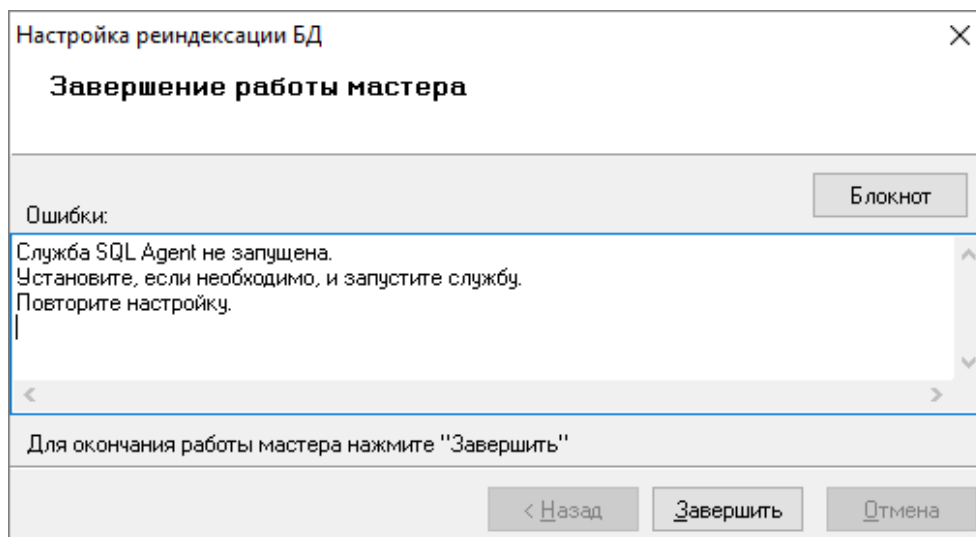 Настройка реиндексации БД
Завершение работы мастера
Блокнот
Ошибки:
Служба SQL Agent не запущена.
Установите, если необходимо, и запустите службу.
Повторите настройку.
Для окончания работы мастера нажмите "Завершить"
< Назад
Завершить
Отмена